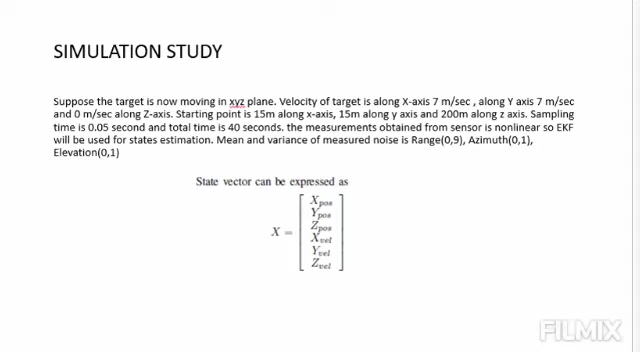 SIMULATION STUDY
Suppose the target is now moving in xyz plane. Velocity of target is along X-axis 7 m/sec , along Y axis 7 m/sec
and 0 m/sec along Z-axis. Starting point is 15m along x-axis, 15m along y axis and 200m along z axis. Sampling
time is 0.05 second and total time is 40 seconds. the measurements obtained from sensor is nonlinear so EKF
will be used for states estimation. Mean and variance of measured noise is Range(0,9), Azimuth(0,1),
Elevation(0,1)
State vector can be expressed as
X = [
X_pos
Y_pos
Z_pos
X_vel
Y_vel
Z_vel
]
FILMIX